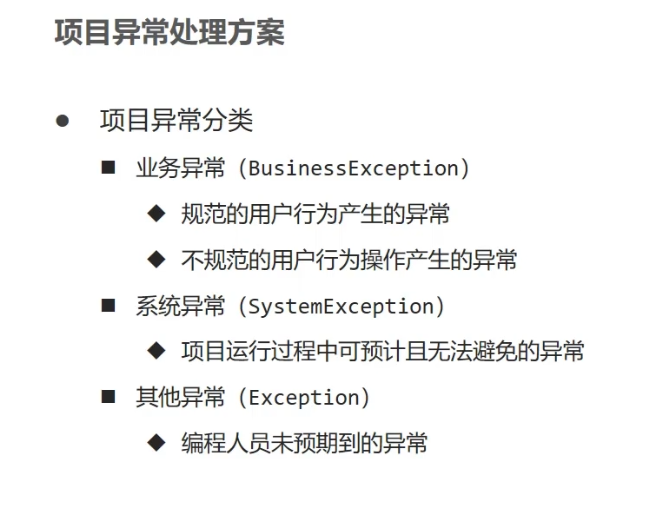 项目异常处理方案
● 项目异常分类
■ 业务异常（BusinessException）
◆ 规范的用户行为产生的异常
◆ 不规范的用户行为操作产生的异常
■ 系统异常（SystemException）
◆ 项目运行过程中可预计且无法避免的异常
■ 其他异常（Exception）
◆ 编程人员未预期到的异常